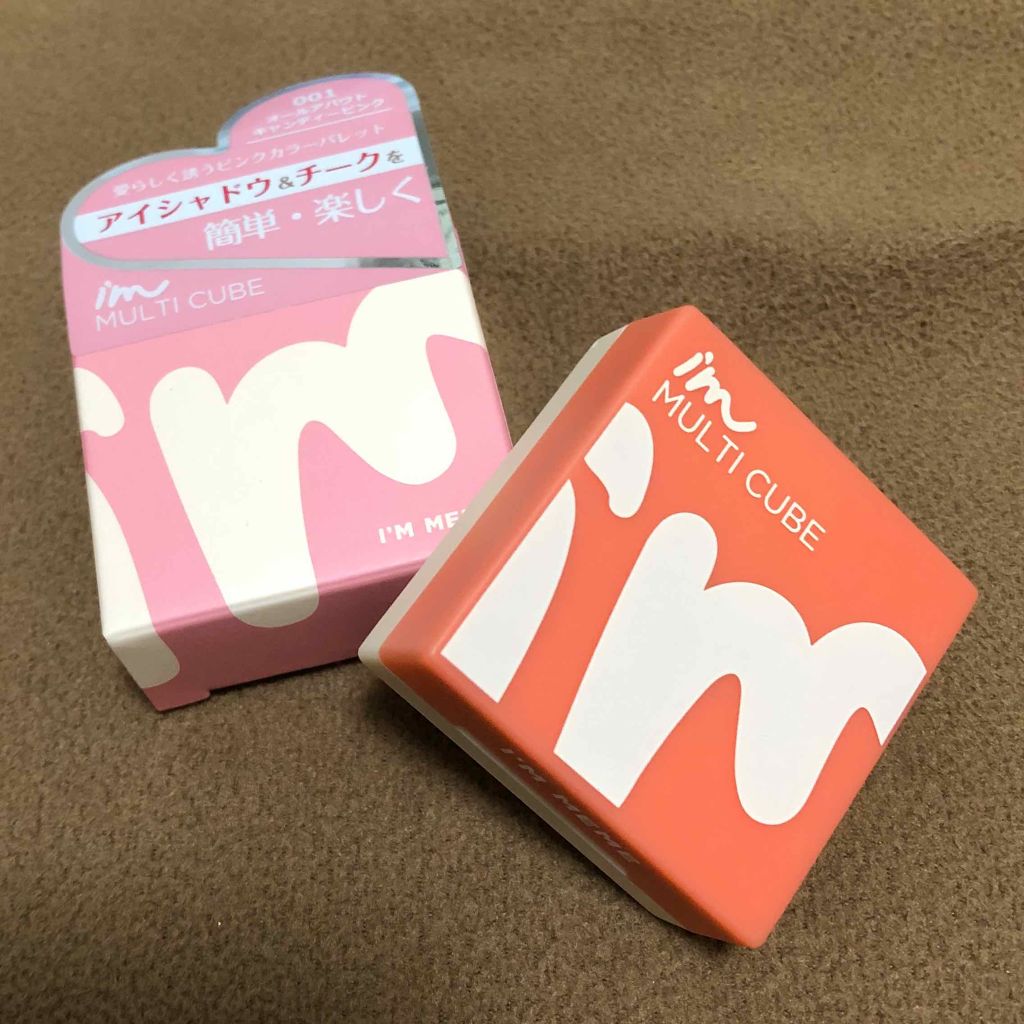 001
オールアバウト
キャンディーピンク
愛らしく誘うピンクカラーパレット
アイシャドウ&チークを
簡単・楽しく
i'm
MULTI CUBE
i'm
I'M
i'm
MULTI CUBE
i'm
I'M MEME